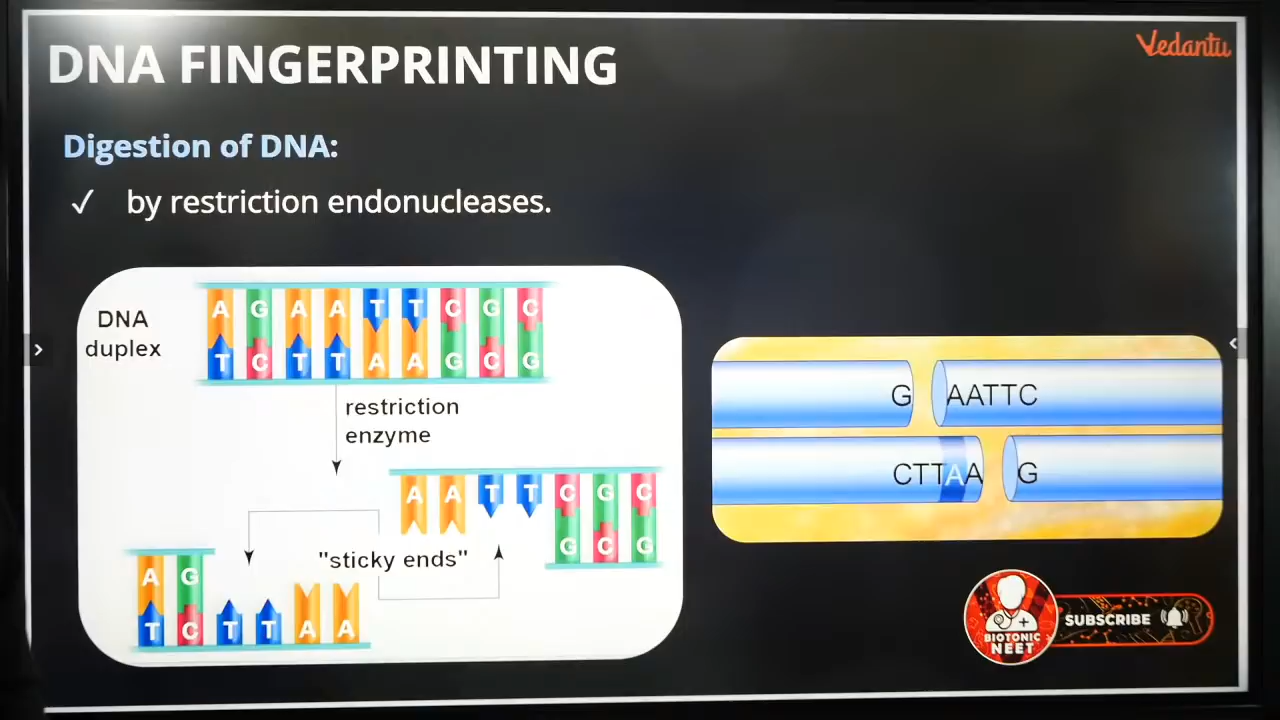 DNA FINGERPRINTING
Vedantu
Digestion of DNA:
✓ by restriction endonucleases.
DNA
duplex
A G A A T T C G C
T C T T A A G C G
restriction
enzyme
A A T T C G C
G C G
"sticky ends"
A G
T C T T A A
G AATTC
CTTAA G
BIOTONIC
NEET
SUBSCRIBE